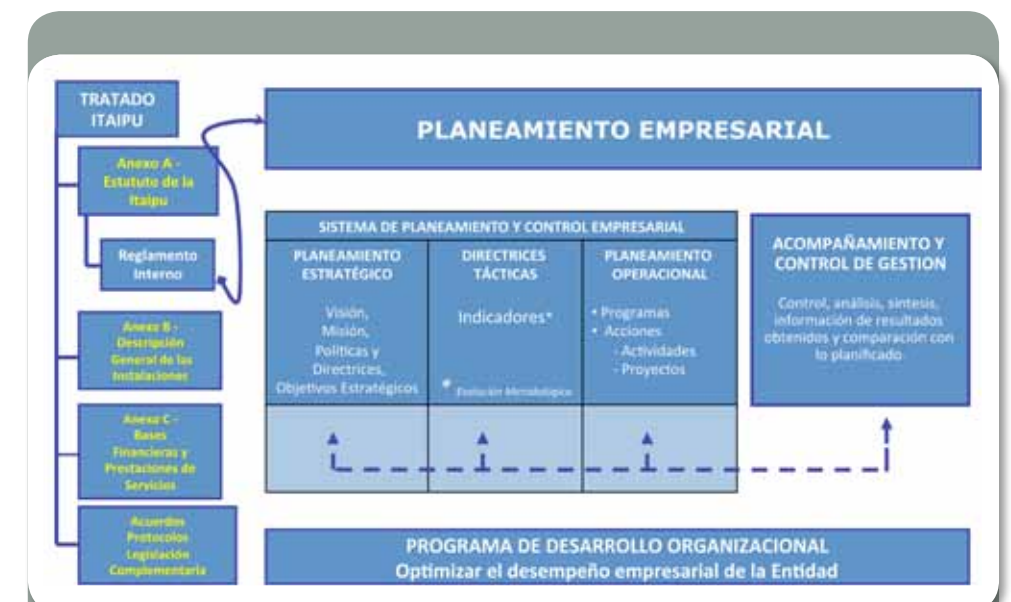 TRATADO
ITAIPU
Anexo A -
Estatuto de la
Itaipu
Reglamento
Interno
Anexo B -
Descripción
General de las
Instalaciones
Anexo C -
Bases
Financieras y
Prestaciones de
Servicios
Acuerdos
Protocolos
Legislación
Complementaria
PLANEAMIENTO EMPRESARIAL
SISTEMA DE PLANEAMIENTO Y CONTROL EMPRESARIAL
PLANEAMIENTO
ESTRATÉGICO
Visión,
Misión,
Políticas y
Directrices,
Objetivos Estratégicos
DIRECTRICES
TÁCTICAS
Indicadores*
* Evolución Metodológica
PLANEAMIENTO
OPERACIONAL
• Programas
• Acciones
- Actividades
- Proyectos
ACOMPAÑAMIENTO Y
CONTROL DE GESTION
Control, análisis, sintesis,
información de resultados
obtenidos y comparación con
lo planificado
PROGRAMA DE DESARROLLO ORGANIZACIONAL
Optimizar el desempeño empresarial de la Entidad